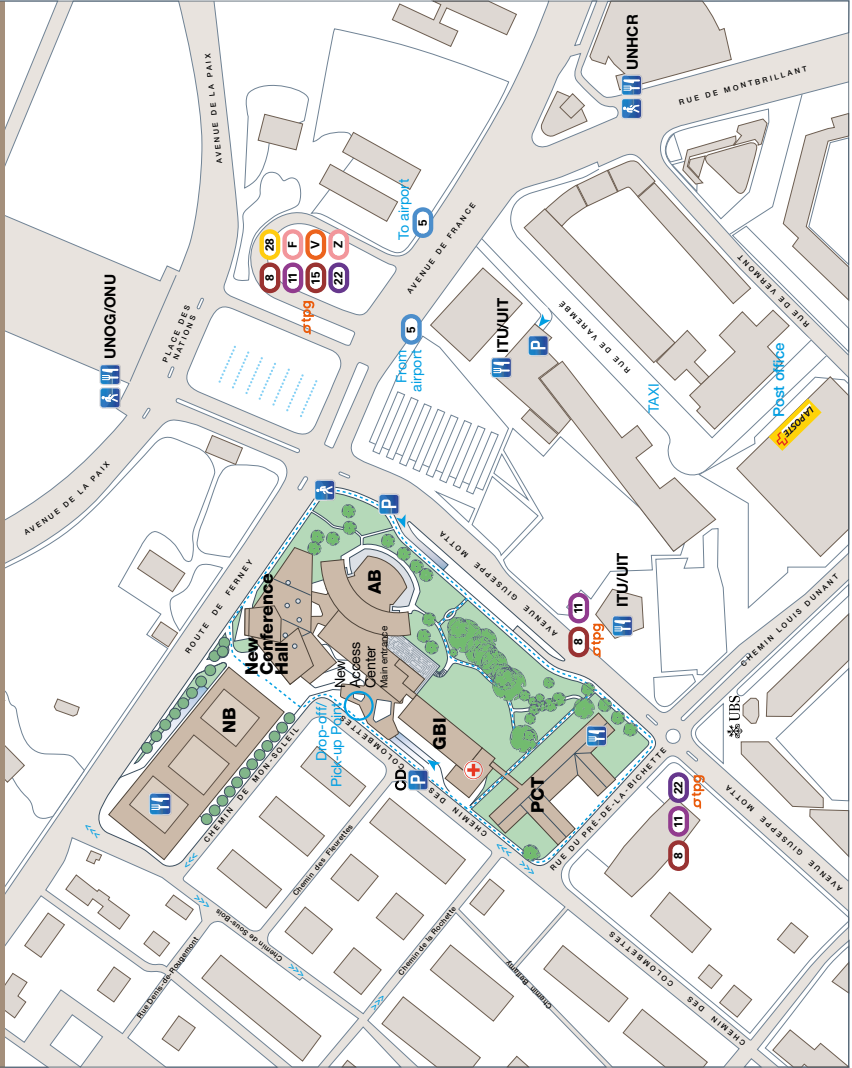 AVENUE DE LA PAIX
UNHCR
RUE DE MONTBRILLANT
28
F
V
Z
8
11
15
22
tpg
To airport
5
AVENUE DE FRANCE
UNOG/ONU
PLACE DES
NATIONS
From
airport
5
ITU/UIT
P
RUE DE VAREMBE
RUE DE VERMONT
TAXI
Post office
LA POSTE
AVENUE DE LA PAIX
ROUTE DE FERNEY
P
AVENUE GIUSEPPE MOTTA
New
Conference
Hall
AB
8
11
tpg
ITU/UIT
CHEMIN LOUIS DUNANT
New
Access
Center
Main entrance
Drop-off/
Pick-up Point
NB
CHEMIN DE MON-SOLEIL
CHEMIN DES COLOMBETTES
GBI
CD
P
PCT
UBS
RUE DU PRÉ-DE-LA-BICHETTE
8
11
22
tpg
AVENUE GIUSEPPE MOTTA
Chemin des Fleurettes
Chemin de Sous-Bois
Rue Denis-de-Rougemont
Chemin de la Rochette
Chemin Bellamy
CHEMIN DES COLOMBETTES